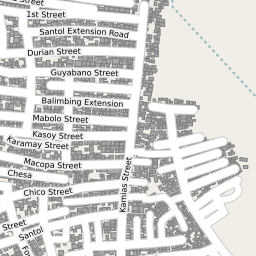 Street
1st Street
Santol Extension Road
Durian Street
Guyabano Street
Balimbing Extension
Mabolo Street
Kasoy Street
Karamay Street
Macopa Street
Chesa
Chico Street
Kamias Street
Street
Santol